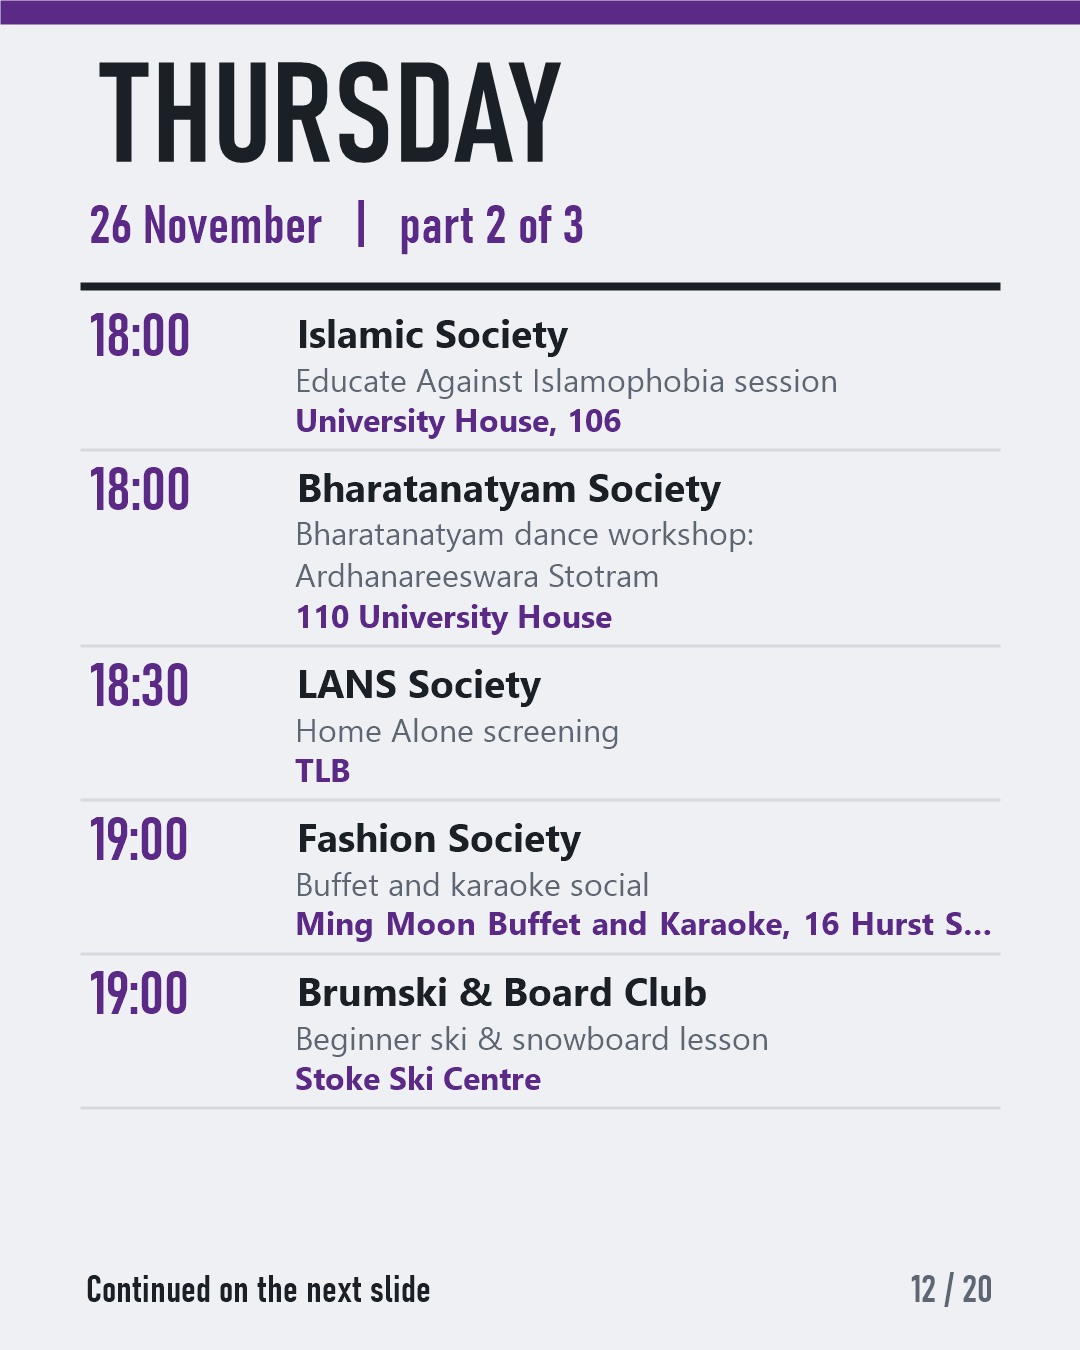 THURSDAY
26 November | part 2 of 3
18:00
Islamic Society
Educate Against Islamophobia session
University House, 106
18:00
Bharatanatyam Society
Bharatanatyam dance workshop:
Ardhanareeswara Stotram
110 University House
18:30
LANS Society
Home Alone screening
TLB
19:00
Fashion Society
Buffet and karaoke social
Ming Moon Buffet and Karaoke, 16 Hurst S...
19:00
Brumski & Board Club
Beginner ski & snowboard lesson
Stoke Ski Centre
Continued on the next slide
12 / 20